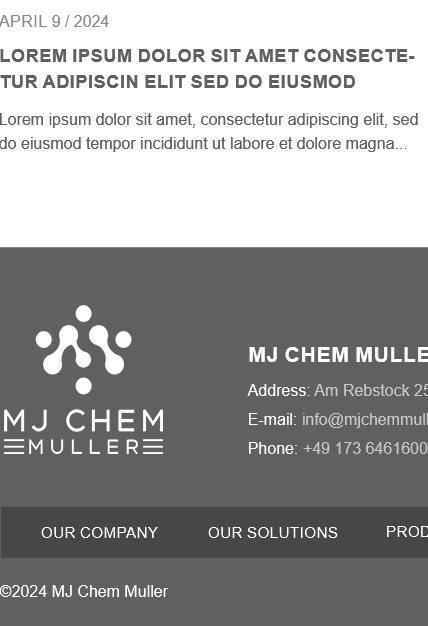 APRIL 9 / 2024
LOREM IPSUM DOLOR SIT AMET CONSECTE-
TUR ADIPISCIN ELIT SED DO EIUSMOD
Lorem ipsum dolor sit amet, consectetur adipiscing elit, sed
do eiusmod tempor incididunt ut labore et dolore magna...
MJ CHEM
MULLER
MJ CHEM MULLE
Address: Am Rebstock 25
E-mail: info@mjchemmull
Phone: +49 173 6461600
OUR COMPANY OUR SOLUTIONS PROD
©2024 MJ Chem Muller